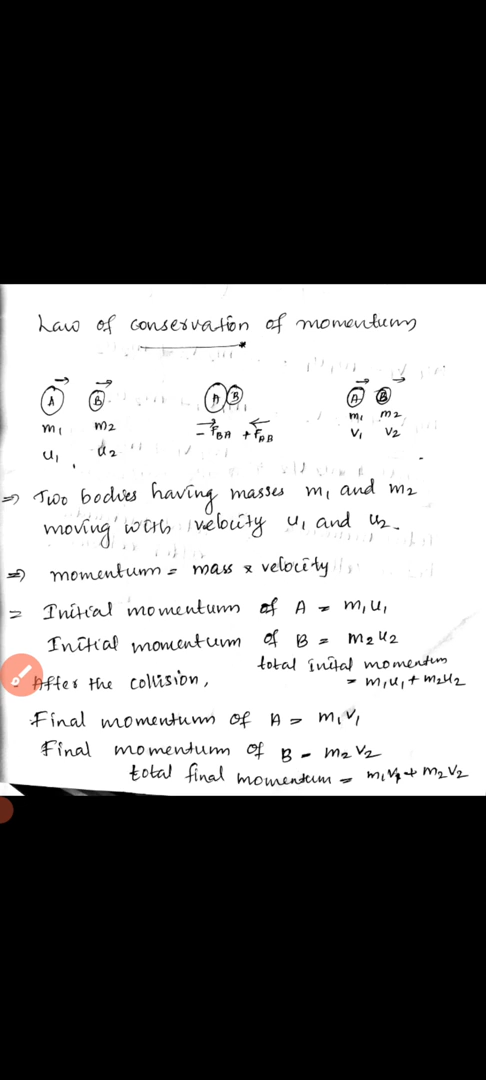 Law of conservation of momentum
A B A B A B
m1 m2 -FBA +FAB m1 m2
u1 u2 v1 v2
⇒ Two bodies having masses m1 and m2
moving with velocity u1 and u2.
⇒ momentum = mass x velocity
= Initial momentum of A = m1u1
Initial momentum of B = m2u2
total inital momentum
After the collision, = m1u1 + m2u2
Final momentum of A = m1v1
Final momentum of B = m2v2
total final momentum = m1v1 + m2v2